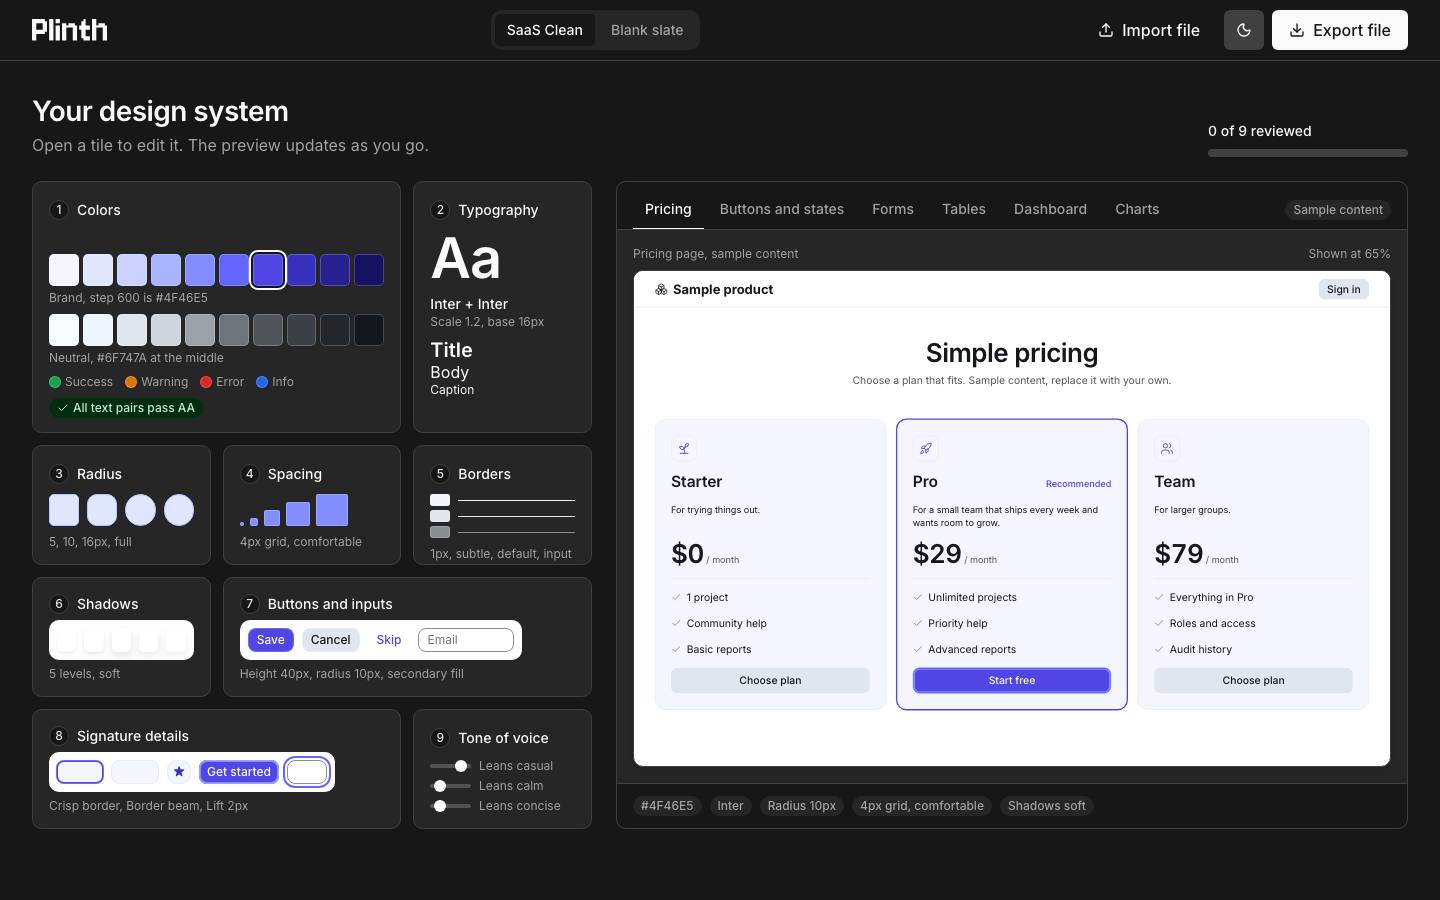 Plinth
SaaS Clean
Blank slate
Import file
Export file
Your design system
Open a tile to edit it. The preview updates as you go.
0 of 9 reviewed
1 Colors
Brand, step 600 is #4F46E5
Neutral, #6F747A at the middle
Success Warning Error Info
All text pairs pass AA
2 Typography
Aa
Inter + Inter
Scale 1.2, base 16px
Title
Body
Caption
3 Radius
5, 10, 16px, full
4 Spacing
4px grid, comfortable
5 Borders
1px, subtle, default, input
6 Shadows
5 levels, soft
7 Buttons and inputs
Save Cancel Skip Email
Height 40px, radius 10px, secondary fill
8 Signature details
Get started
Crisp border, Border beam, Lift 2px
9 Tone of voice
Leans casual
Leans calm
Leans concise
Pricing Buttons and states Forms Tables Dashboard Charts
Sample content
Pricing page, sample content
Shown at 65%
Sample product
Sign in
Simple pricing
Choose a plan that fits. Sample content, replace it with your own.
Starter
For trying things out.
$0 / month
1 project
Community help
Basic reports
Choose plan
Pro
Recommended
For a small team that ships every week and
wants room to grow.
$29 / month
Unlimited projects
Priority help
Advanced reports
Start free
Team
For larger groups.
$79 / month
Everything in Pro
Roles and access
Audit history
Choose plan
#4F46E5 Inter Radius 10px 4px grid, comfortable Shadows soft